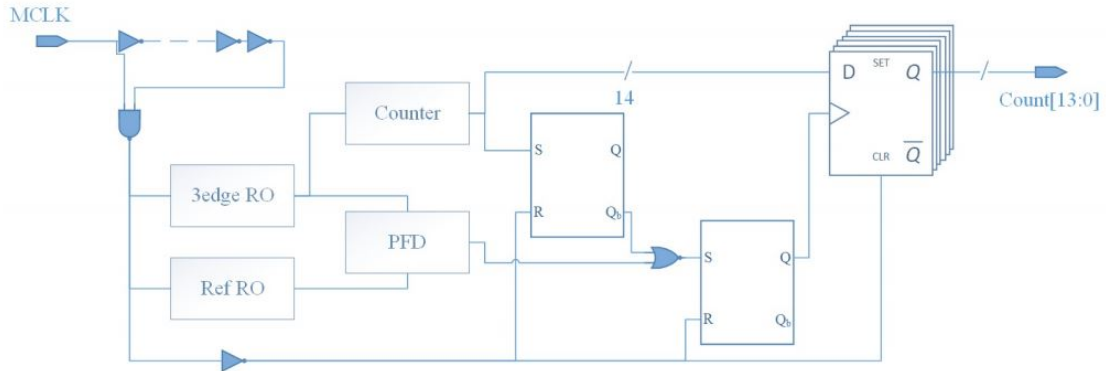 MCLK
D
SET
Q
14
Count[13:0]
Counter
S
Q
CLR
Q
3edge RO
R
Qb
PFD
S
Q
Ref RO
R
Qb